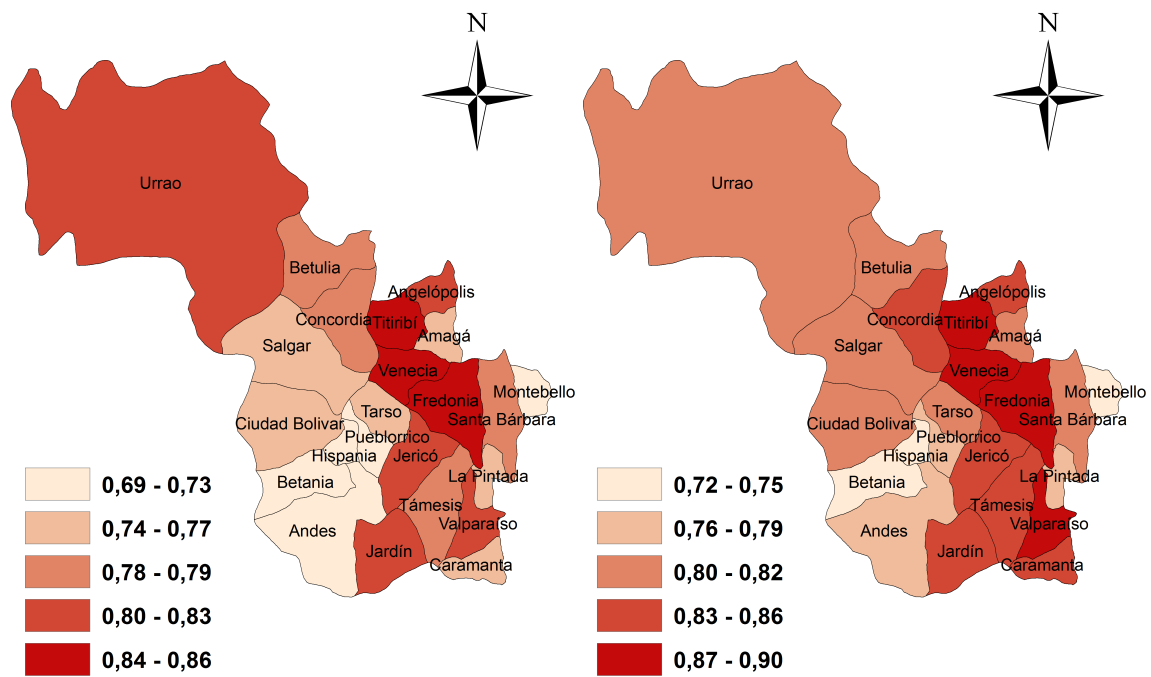 N
Urrao
Betulia
Angelópolis
Concordia
Titiribí
Amagá
Salgar
Venecia
Montebello
Fredonia
Tarso
Santa Bárbara
Ciudad Bolivar
Pueblorrico
Hispania
Jericó
La Pintada
Betania
Támesis
Valparaíso
Andes
Jardín
Caramanta
0,69 - 0,73
0,74 - 0,77
0,78 - 0,79
0,80 - 0,83
0,84 - 0,86
N
Urrao
Betulia
Angelópolis
Concordia
Titiribí
Amagá
Salgar
Venecia
Montebello
Fredonia
Tarso
Santa Bárbara
Ciudad Bolivar
Pueblorrico
Hispania
Jericó
La Pintada
Betania
Támesis
Valparaíso
Andes
Jardín
Caramanta
0,72 - 0,75
0,76 - 0,79
0,80 - 0,82
0,83 - 0,86
0,87 - 0,90